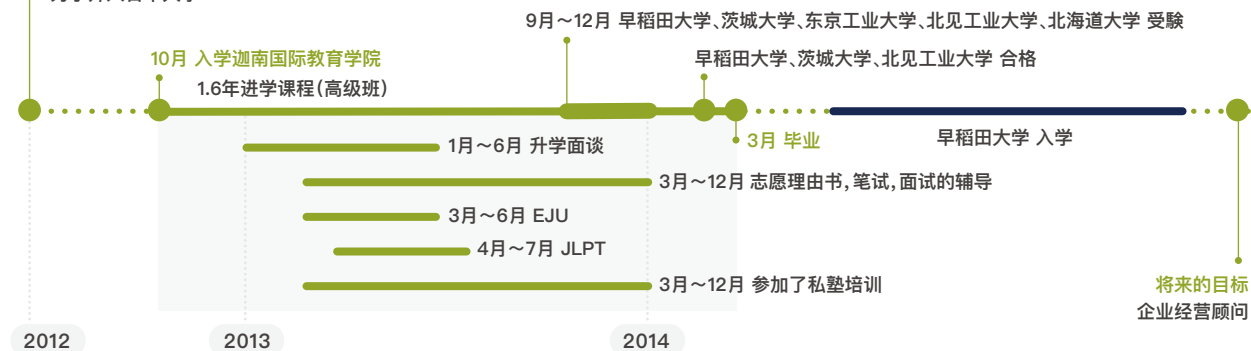 9月～12月 早稻田大学、茨城大学、东京工业大学、北见工业大学、北海道大学 受験
10月 入学迦南国际教育学院
早稻田大学、茨城大学、北见工业大学 合格
1.6年进学课程（高级班）
3月 毕业
早稻田大学 入学
1月～6月 升学面谈
3月～12月 志愿理由书，笔试，面试的辅导
3月～6月 EJU
4月～7月 JLPT
3月～12月 参加了私塾培训
将来的目标
企业经营顾问
2012
2013
2014